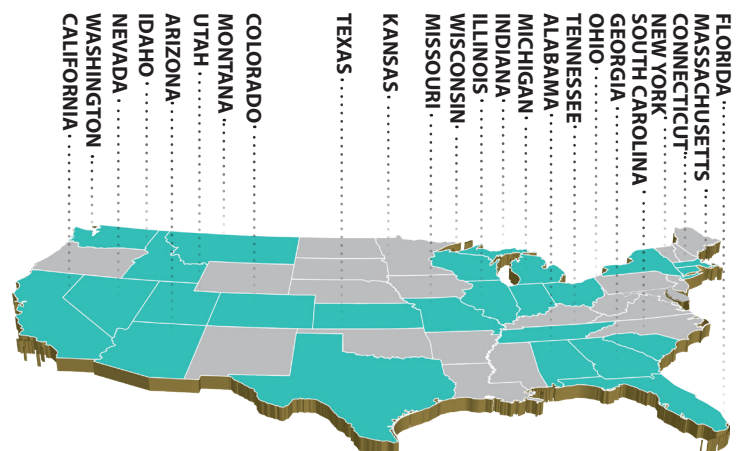 CALIFORNIA
WASHINGTON
NEVADA
IDAHO
ARIZONA
UTAH
MONTANA
COLORADO
TEXAS
KANSAS
MISSOURI
WISCONSIN
ILLINOIS
INDIANA
MICHIGAN
ALABAMA
TENNESSEE
OHIO
GEORGIA
SOUTH CAROLINA
NEW YORK
CONNECTICUT
MASSACHUSETTS
FLORIDA